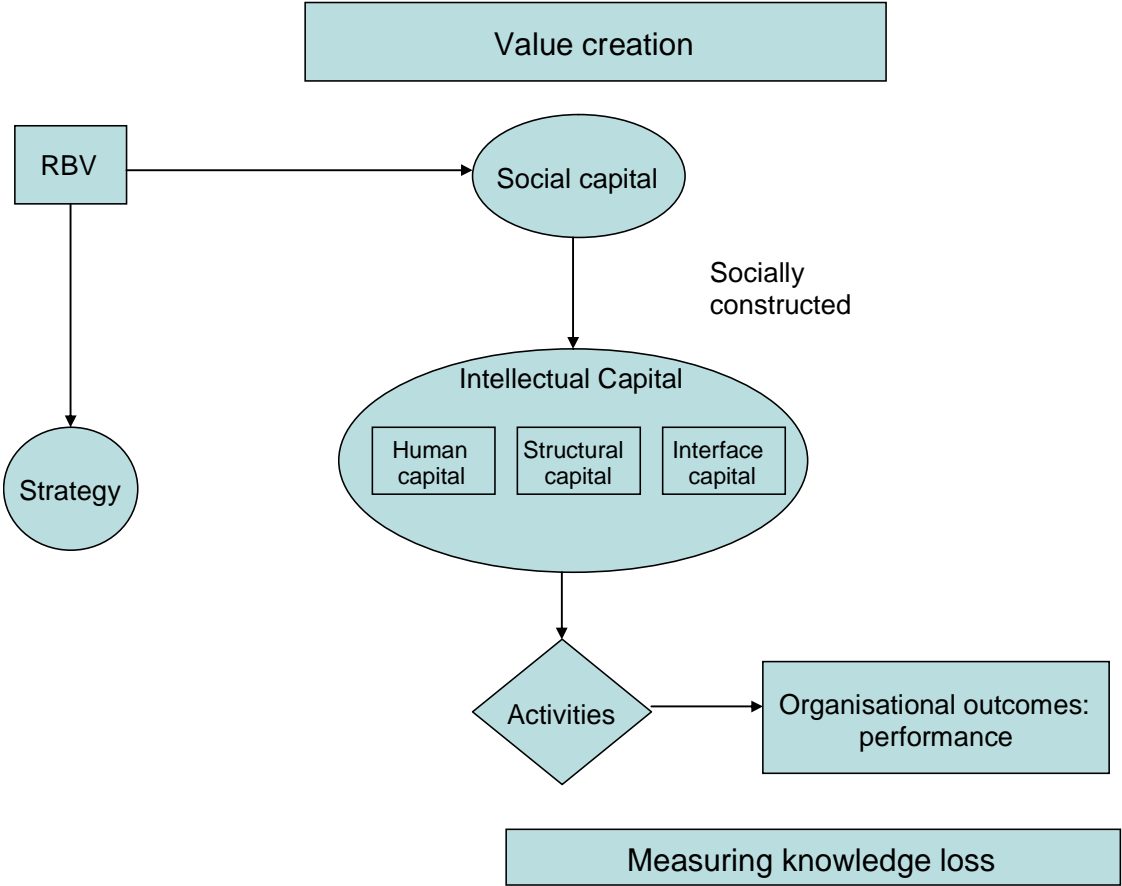 Value creation
RBV
Social capital
Socially
constructed
Intellectual Capital
Human
capital
Structural
capital
Interface
capital
Strategy
Activities
Organisational outcomes:
performance
Measuring knowledge loss